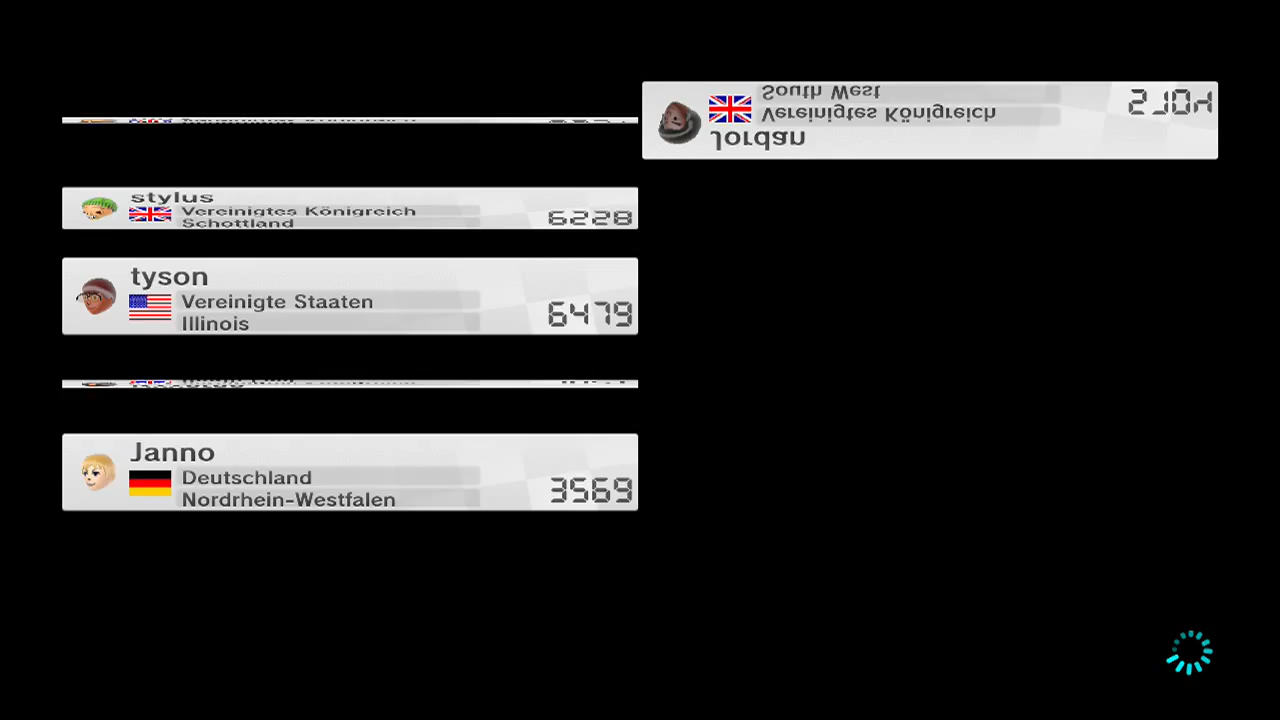 stylus
Vereinigtes Königreich
Schottland
6228
tyson
Vereinigte Staaten
Illinois
6479
Janno
Deutschland
Nordrhein-Westfalen
3569
South West
Vereinigtes Königreich
Jordan